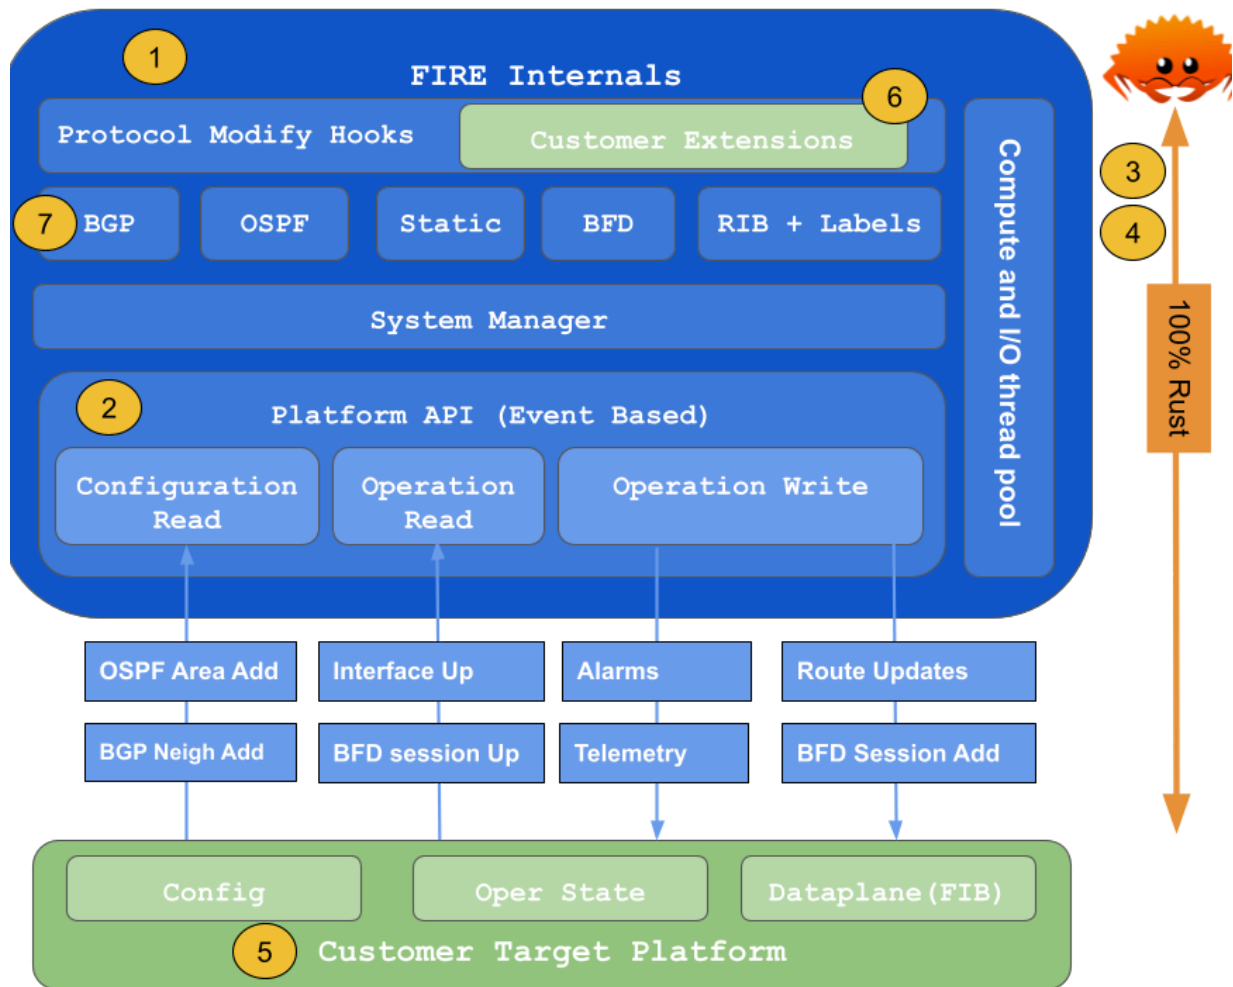 1
FIRE Internals
6
Protocol Modify Hooks
Customer Extensions
3
7
BGP
OSPF
Static
BFD
RIB + Labels
4
Compute and I/O thread pool
System Manager
100% Rust
2
Platform API (Event Based)
Configuration
Read
Operation
Read
Operation Write
OSPF Area Add
Interface Up
Alarms
Route Updates
BGP Neigh Add
BFD session Up
Telemetry
BFD Session Add
Config
Oper State
Dataplane(FIB)
5
Customer Target Platform